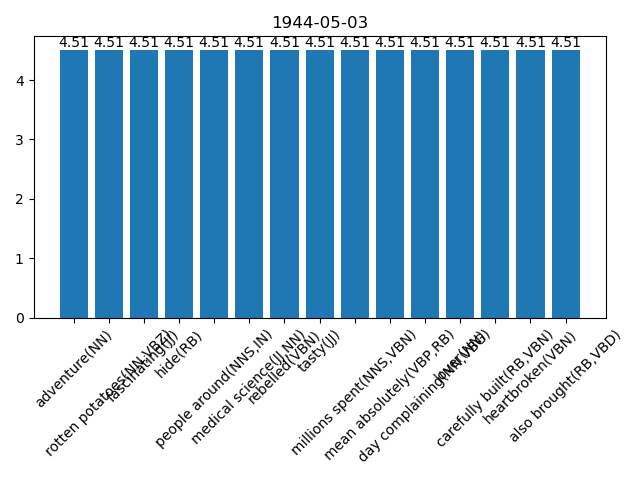 1944-05-03
4.51 4.51 4.51 4.51 4.51 4.51 4.51 4.51 4.51 4.51 4.51 4.51 4.51 4.51 4.51
4
3
2
1
0
adventure(NN)
rotten potatoes(NN,VBZ)
fascinating(JJ)
hide(RB)
people around(NNS,IN)
medical science(JJ,NN)
rebelled(VBN)
tasty(JJ)
millions spent(NNS,VBN)
mean absolutely(VBP,RB)
day complaining(NN,VBG)
carefully built(RB,VBN)
heartbroken(VBN)
also brought(RB,VBD)